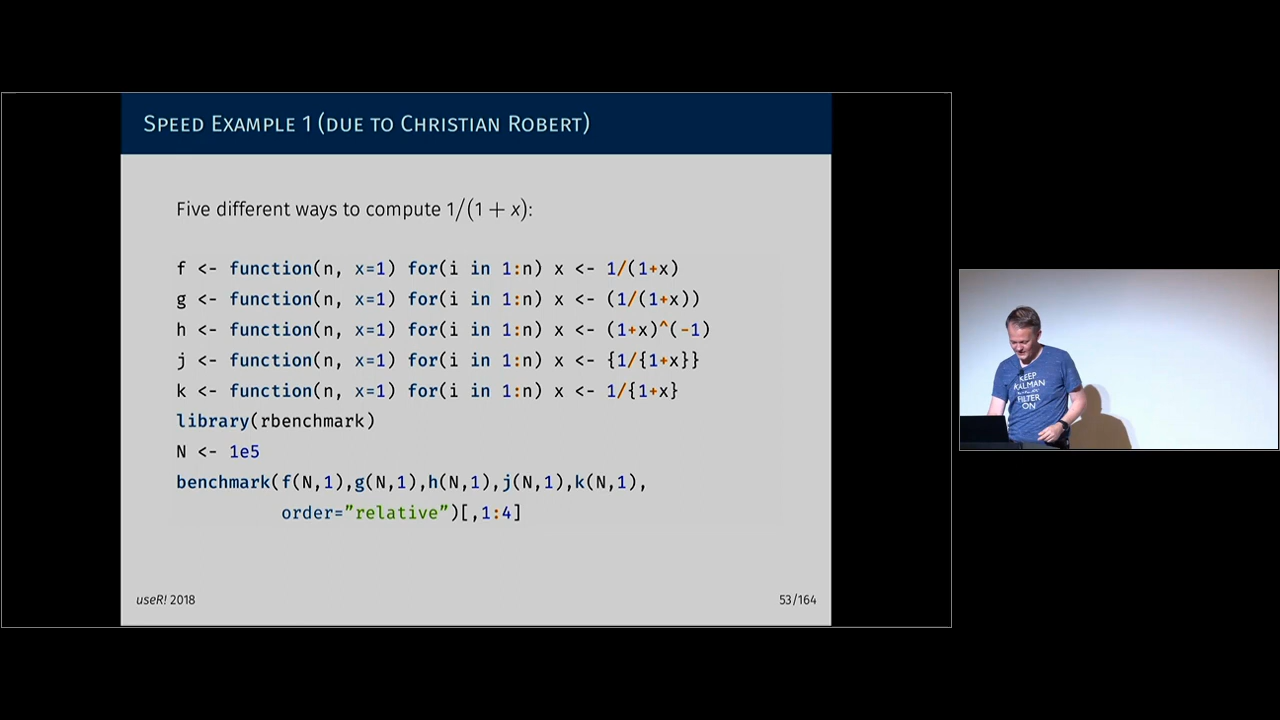 SPEED EXAMPLE 1 (DUE TO CHRISTIAN ROBERT)
Five different ways to compute 1/(1 + x):
f <- function(n, x=1) for(i in 1:n) x <- 1/(1+x)
g <- function(n, x=1) for(i in 1:n) x <- (1/(1+x))
h <- function(n, x=1) for(i in 1:n) x <- (1+x)^(-1)
j <- function(n, x=1) for(i in 1:n) x <- {1/{1+x}}
k <- function(n, x=1) for(i in 1:n) x <- 1/{1+x}
library(rbenchmark)
N <- 1e5
benchmark(f(N,1),g(N,1),h(N,1),j(N,1),k(N,1),
order="relative")[,1:4]
useR! 2018
53/164
KEEP
KALMAN
FILTER
ON